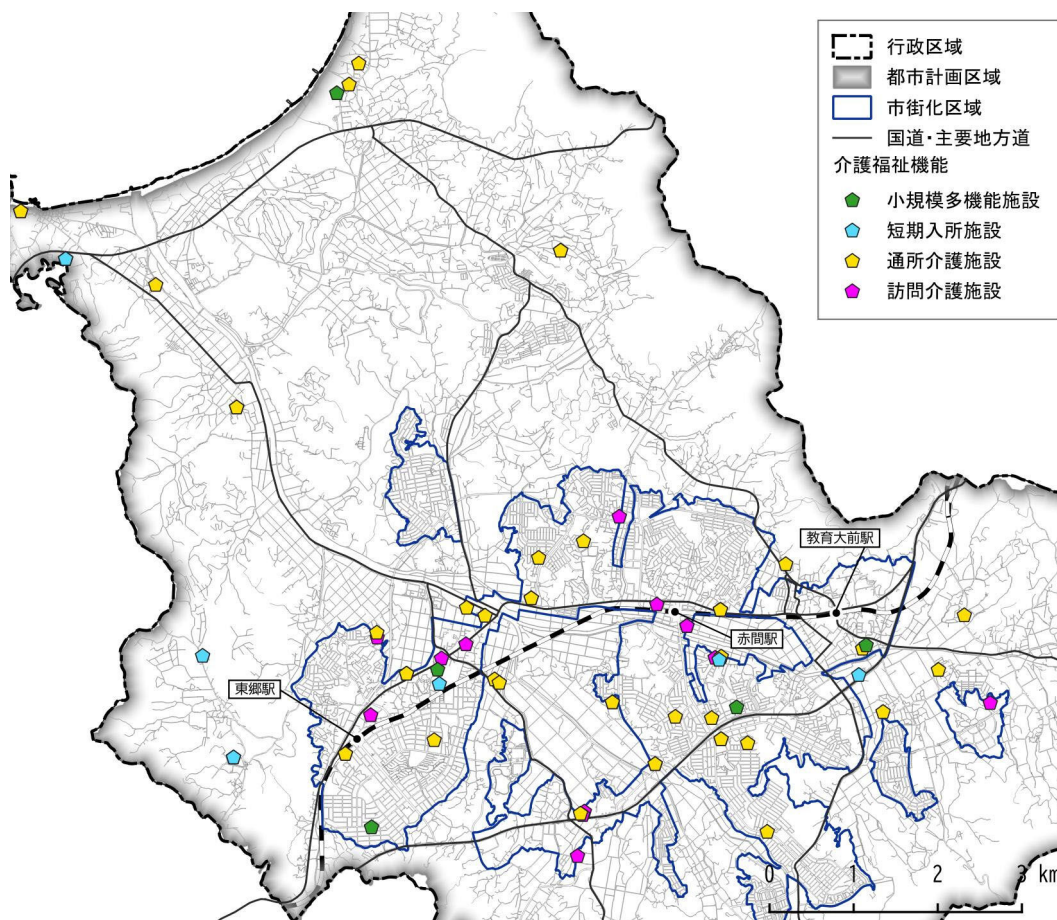 行政区域
都市計画区域
市街化区域
国道・主要地方道
介護福祉機能
小規模多機能施設
短期入所施設
通所介護施設
訪問介護施設
教育大前駅
赤間駅
東郷駅
0 1 2 3 km